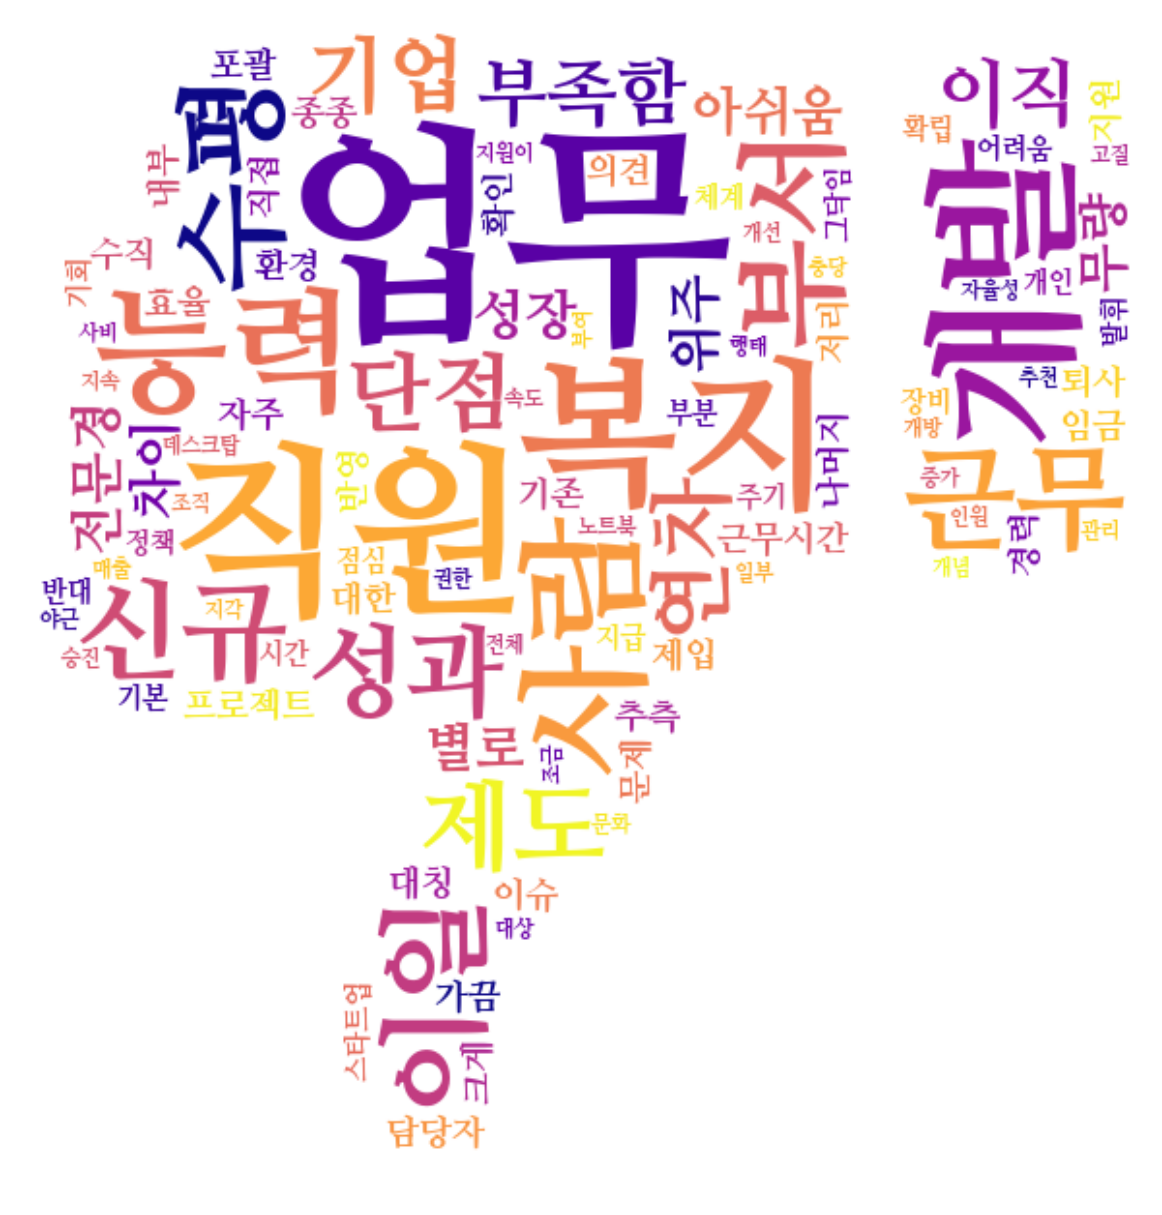 포괄
기업
부족함
아쉬움
종종
수평
업무
지원이
의견
확인
체계
부서
그닥임
개선
내부
직접
수직
환경
기회
효율
성장
부여
위주
행태
충당
저리
사비
능력
단점
속도
복지
부분
나머지
지속
자주
전문경
차이
데스크탑
직원
반영
기존
노트북
연차
주기
근무시간
조직
정책
점심
권한
사람
일부
매출
대한
반대
야근
신규
지각
성과
전체
지급
제입
승진
시간
기본
프로젝트
추측
별로
조금
문제
제도
문화
대칭
이슈
이일
대상
가끔
스타트업
크게
담당자
이직
지원
확립
어려움
고질
개발
무량
자율성
개인
발휘
추천
퇴사
장비
개방
임금
근무
증가
인원
경력
관리
개념